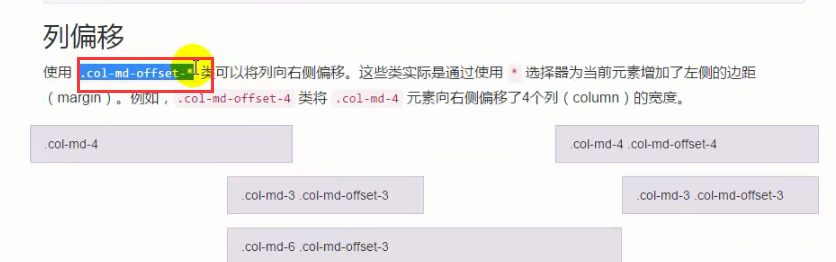 列偏移
使用 .col-md-offset-* 类可以将列向右侧偏移。这些类实际是通过使用 * 选择器为当前元素增加了左侧的边距
（margin）。例如，.col-md-offset-4 类将 .col-md-4 元素向右侧偏移了4个列（column）的宽度。
.col-md-4 .col-md-4 .col-md-offset-4
.col-md-3 .col-md-offset-3 .col-md-3 .col-md-offset-3
.col-md-6 .col-md-offset-3